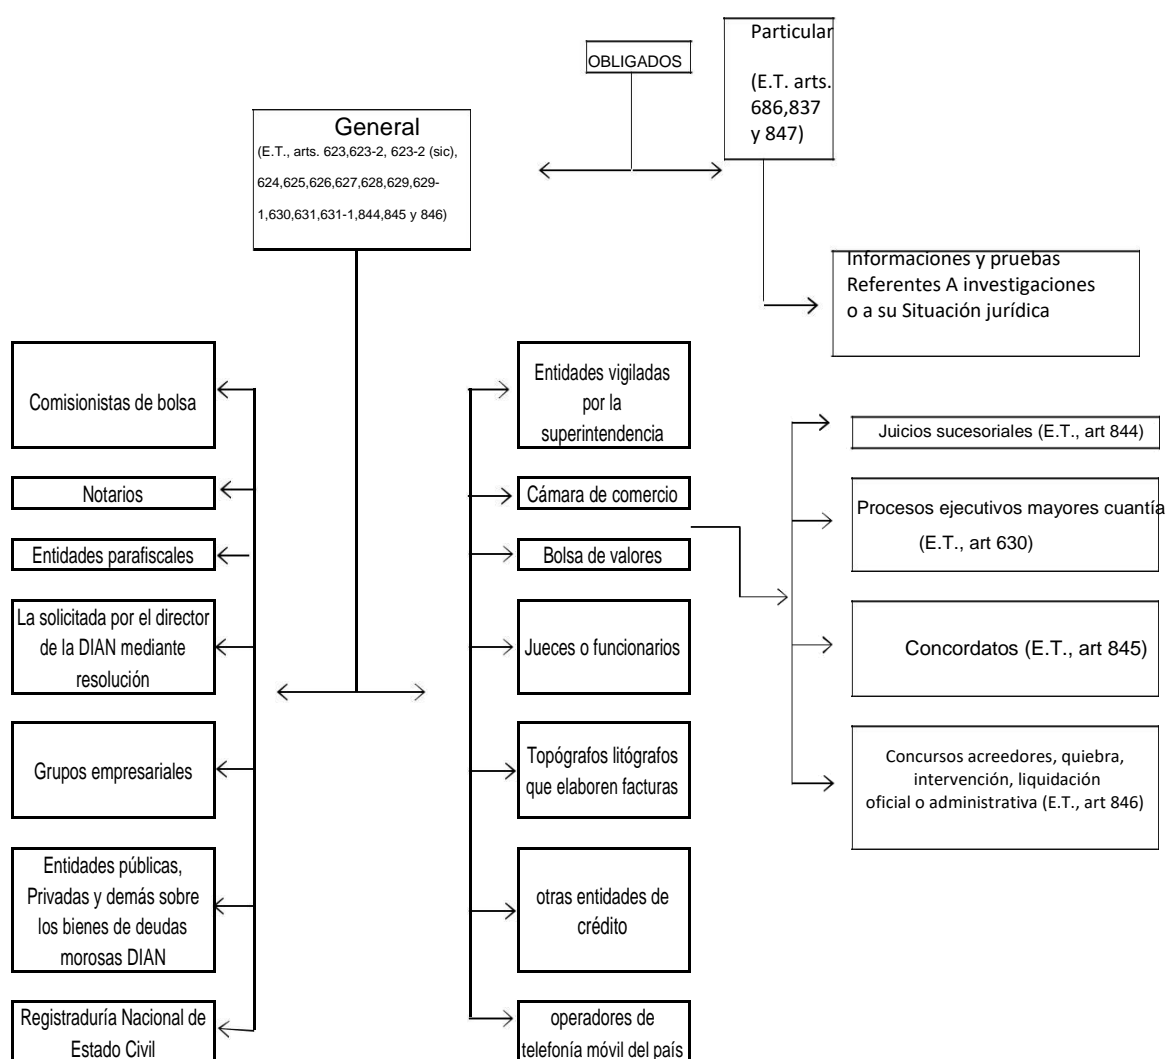 OBLIGADOS
Particular
(E.T. arts.
686,837
y 847)
General
(E.T., arts. 623,623-2, 623-2 (sic),
624,625,626,627,628,629,629-
1,630,631,631-1,844,845 y 846)
Informaciones y pruebas
Referentes A investigaciones
o a su Situación jurídica
Comisionistas de bolsa
Notarios
Entidades parafiscales
La solicitada por el director
de la DIAN mediante
resolución
Grupos empresariales
Entidades públicas,
Privadas y demás sobre
los bienes de deudas
morosas DIAN
Registraduría Nacional de
Estado Civil
Entidades vigiladas
por la
superintendencia
Cámara de comercio
Bolsa de valores
Jueces o funcionarios
Topógrafos litógrafos
que elaboren facturas
otras entidades de
crédito
operadores de
telefonía móvil del país
Juicios sucesoriales (E.T., art 844)
Procesos ejecutivos mayores cuantía
(E.T., art 630)
Concordatos (E.T., art 845)
Concursos acreedores, quiebra,
intervención, liquidación
oficial o administrativa (E.T., art 846)